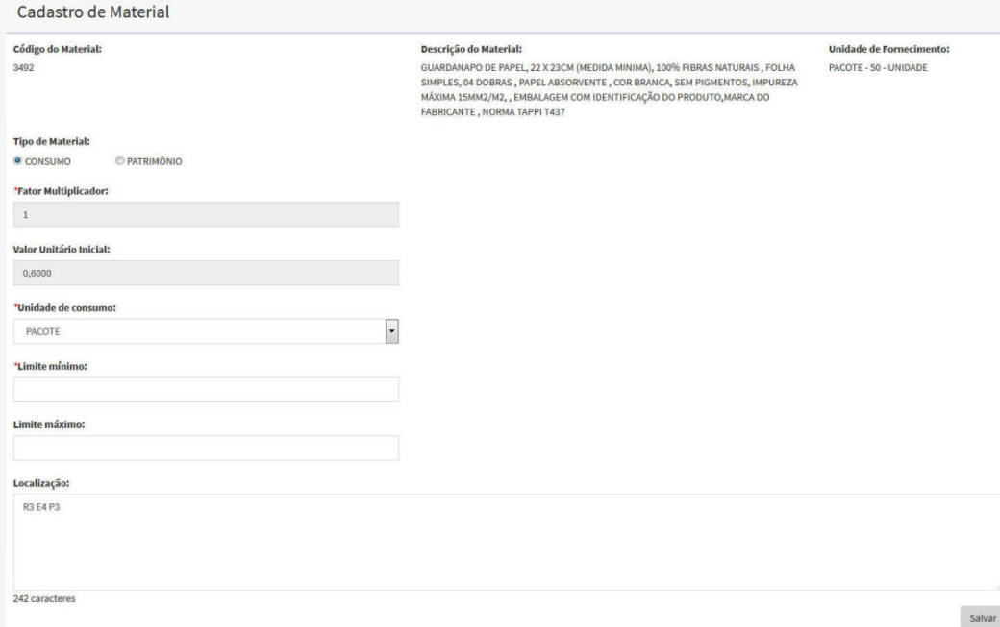 Cadastro de Material
Código do Material:
3492
Descrição do Material:
GUARDANAPO DE PAPEL, 22 X 23CM (MEDIDA MINIMA), 100% FIBRAS NATURAIS , FOLHA
SIMPLES, 04 DOBRAS , PAPEL ABSORVENTE , COR BRANCA, SEM PIGMENTOS, IMPUREZA
MÁXIMA 15MM2/M2, , EMBALAGEM COM IDENTIFICAÇÃO DO PRODUTO,MARCA DO
FABRICANTE , NORMA TAPPI T437
Unidade de Fornecimento:
PACOTE - 50 - UNIDADE
Tipo de Material:
CONSUMO PATRIMÔNIO
*Fator Multiplicador:
1
Valor Unitário Inicial:
0,6000
*Unidade de consumo:
PACOTE
*Limite mínimo:
Limite máximo:
Localização:
R3 E4 P3
242 caracteres
Salvar